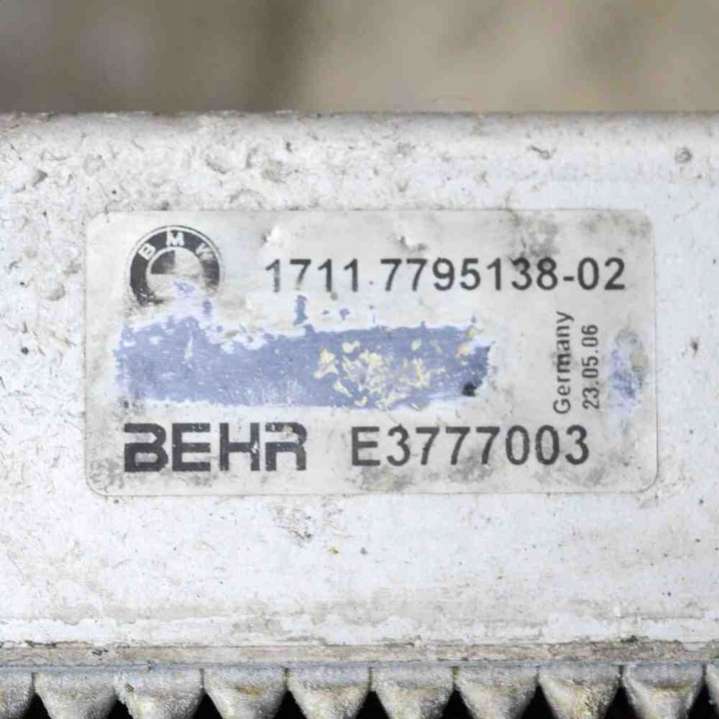 BMW
1711 7795138-02
Germany
23.05.06
BEHR E3777003